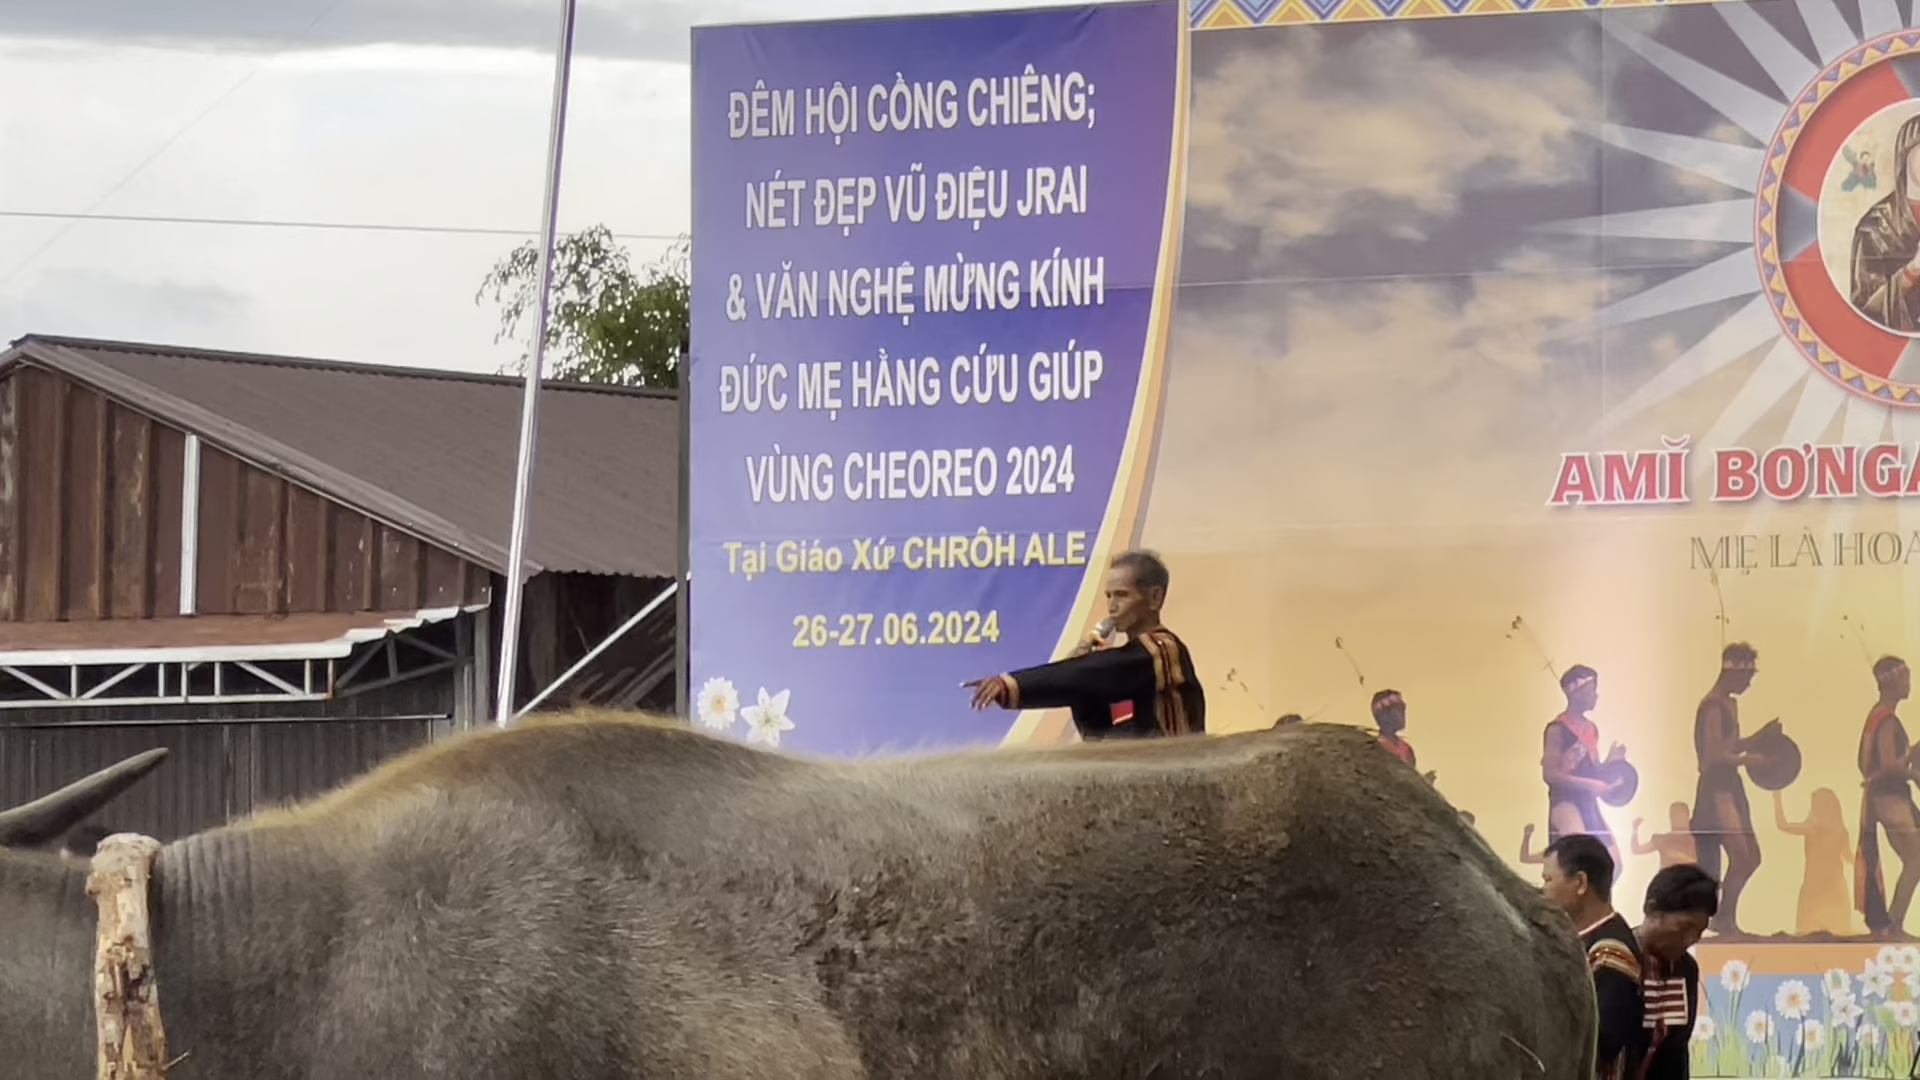 ĐÊM HỘI CỒNG CHIÊNG;
NÉT ĐẸP VŨ ĐIỆU JRAI
& VĂN NGHỆ MỪNG KÍNH
ĐỨC MẸ HẰNG CỨU GIÚP
VÙNG CHEOREO 2024
Tại Giáo Xứ CHRÔH ALE
26-27.06.2024
AMĬ BƠNGA
MẸ LÀ HOA